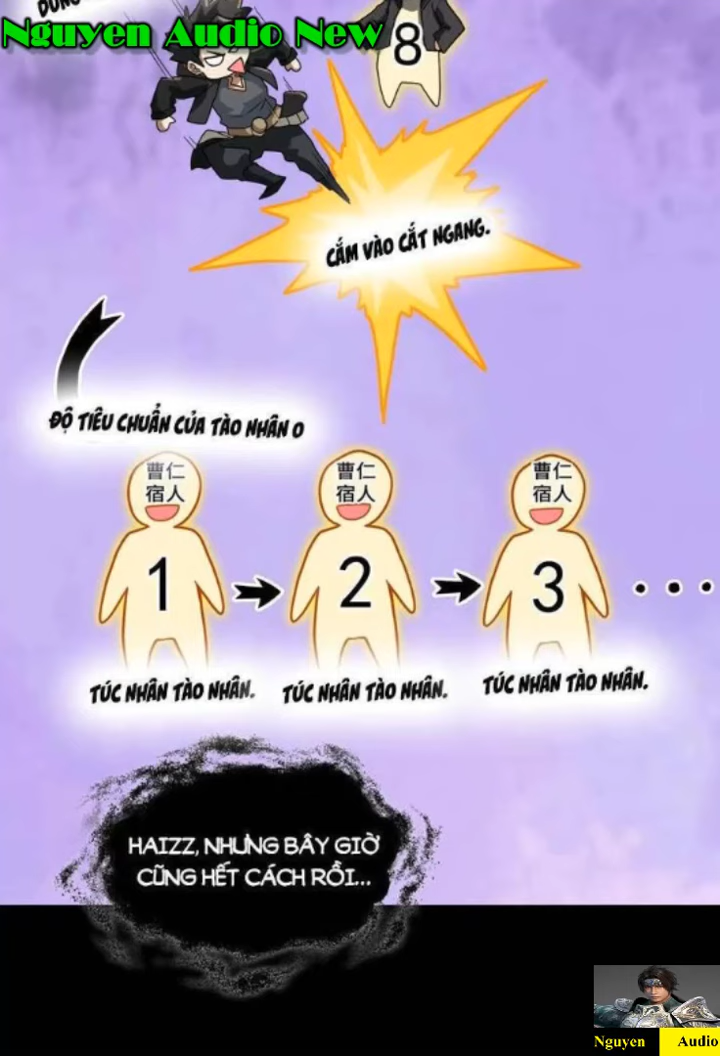 DÙNG
Nguyen Audio New
8
CẮM VÀO CẮT NGANG.
ĐỘ TIÊU CHUẨN CỦA TÀO NHÂN O
曹仁 曹仁 曹仁
宿人 宿人 宿人
1 2 3
TÚC NHÂN TÀO NHÂN. TÚC NHÂN TÀO NHÂN. TÚC NHÂN TÀO NHÂN.
HAIZZ, NHƯNG BÂY GIỜ
CŨNG HẾT CÁCH RỒI...
Nguyen Audio